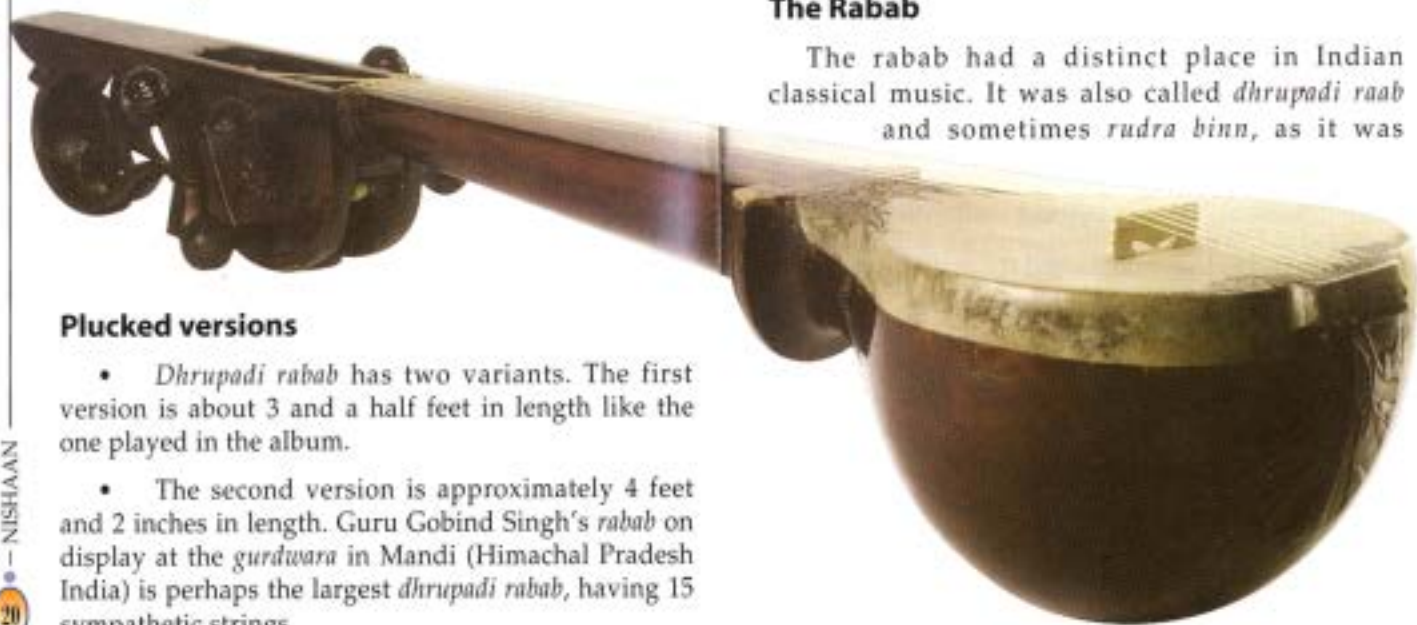 The Rabab
The rabab had a distinct place in Indian
classical music. It was also called dhrupadi raab
and sometimes rudra binn, as it was
Plucked versions
• Dhrupadi rabab has two variants. The first
version is about 3 and a half feet in length like the
one played in the album.
• The second version is approximately 4 feet
and 2 inches in length. Guru Gobind Singh's rabab on
display at the gurdwara in Mandi (Himachal Pradesh
India) is perhaps the largest dhrupadi rabab, having 15
sympathetic strings.
NISHAAN
20